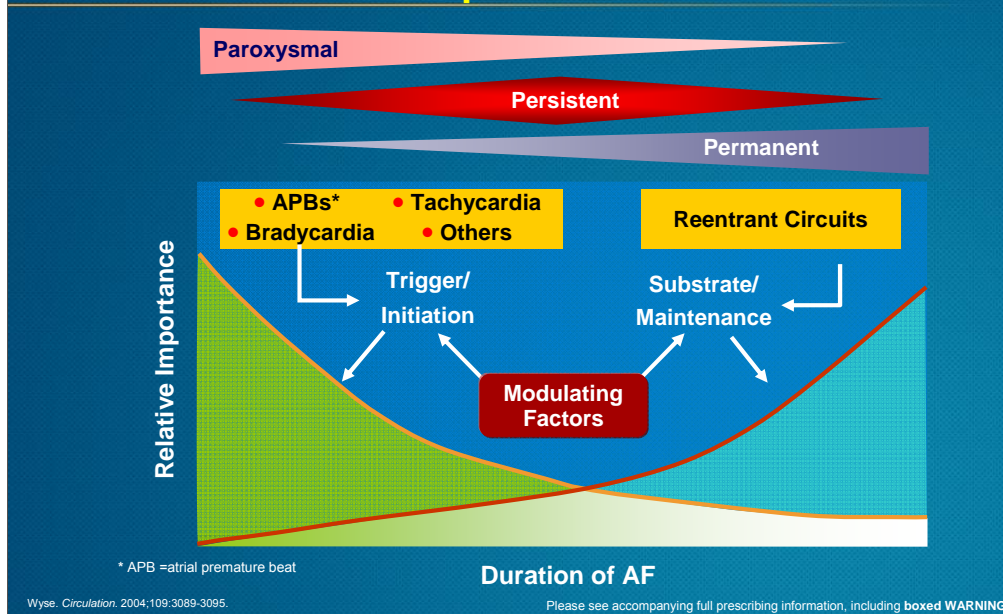 Paroxysmal
Persistent
Permanent
• APBs* • Tachycardia
• Bradycardia • Others
Reentrant Circuits
Trigger/
Initiation
Substrate/
Maintenance
Modulating
Factors
Relative Importance
* APB =atrial premature beat
Duration of AF
Wyse. Circulation. 2004;109:3089-3095.
Please see accompanying full prescribing information, including boxed WARNING